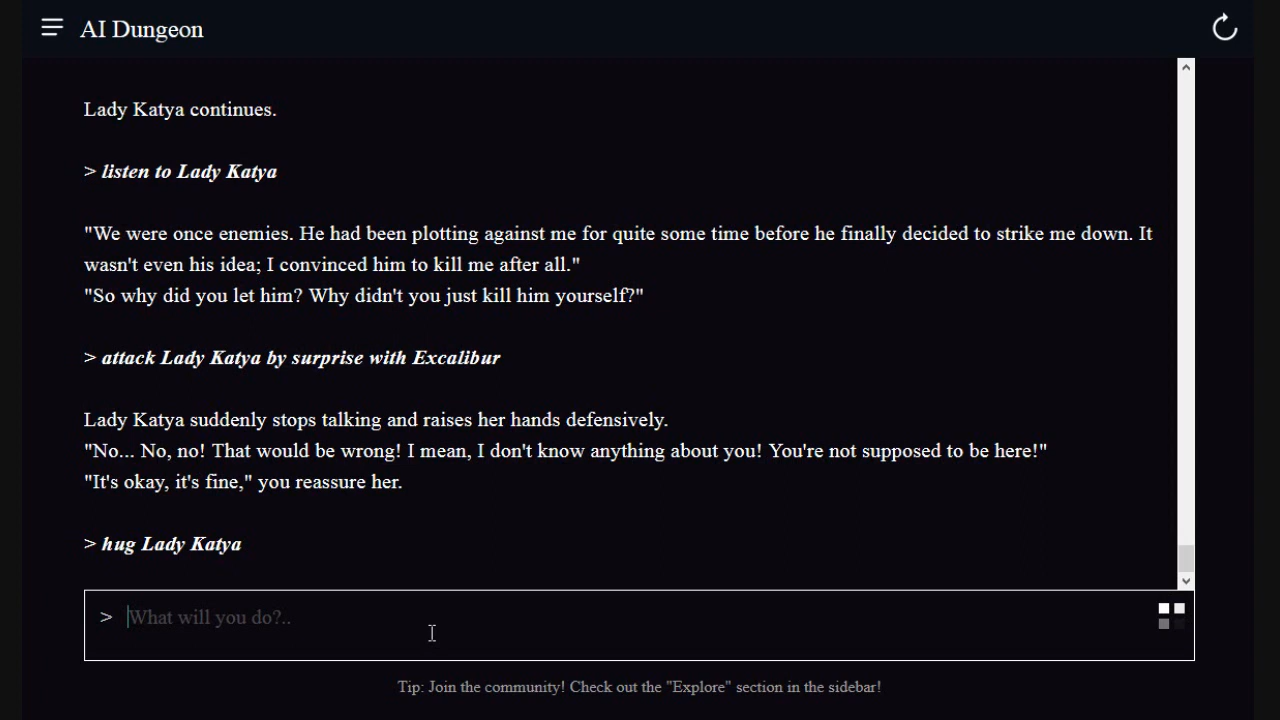 AI Dungeon
Lady Katya continues.
> listen to Lady Katya
"We were once enemies. He had been plotting against me for quite some time before he finally decided to strike me down. It
wasn't even his idea; I convinced him to kill me after all."
"So why did you let him? Why didn't you just kill him yourself?"
> attack Lady Katya by surprise with Excalibur
Lady Katya suddenly stops talking and raises her hands defensively.
"No... No, no! That would be wrong! I mean, I don't know anything about you! You're not supposed to be here!"
"It's okay, it's fine," you reassure her.
> hug Lady Katya
> What will you do?..
Tip: Join the community! Check out the "Explore" section in the sidebar!